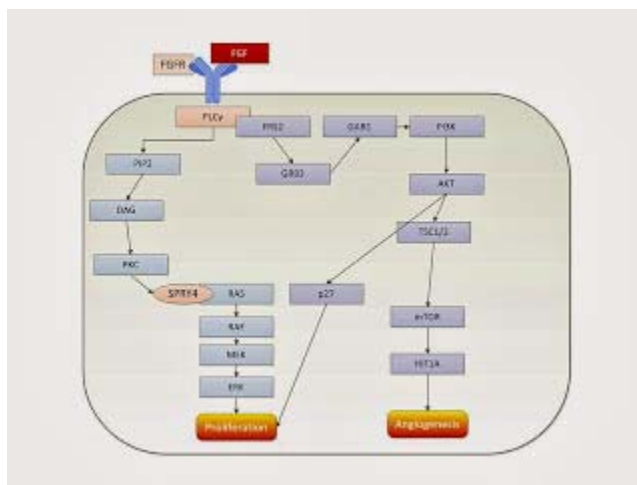 FGF
FGFR
PLCγ
FRS2
GAB1
PI3K
PIP2
GRB2
AKT
DAG
TSC1/2
PKC
SPRY4
RAS
p27
RAF
mTOR
MEK
HIF1A
ERK
Proliferation
Angiogenesis